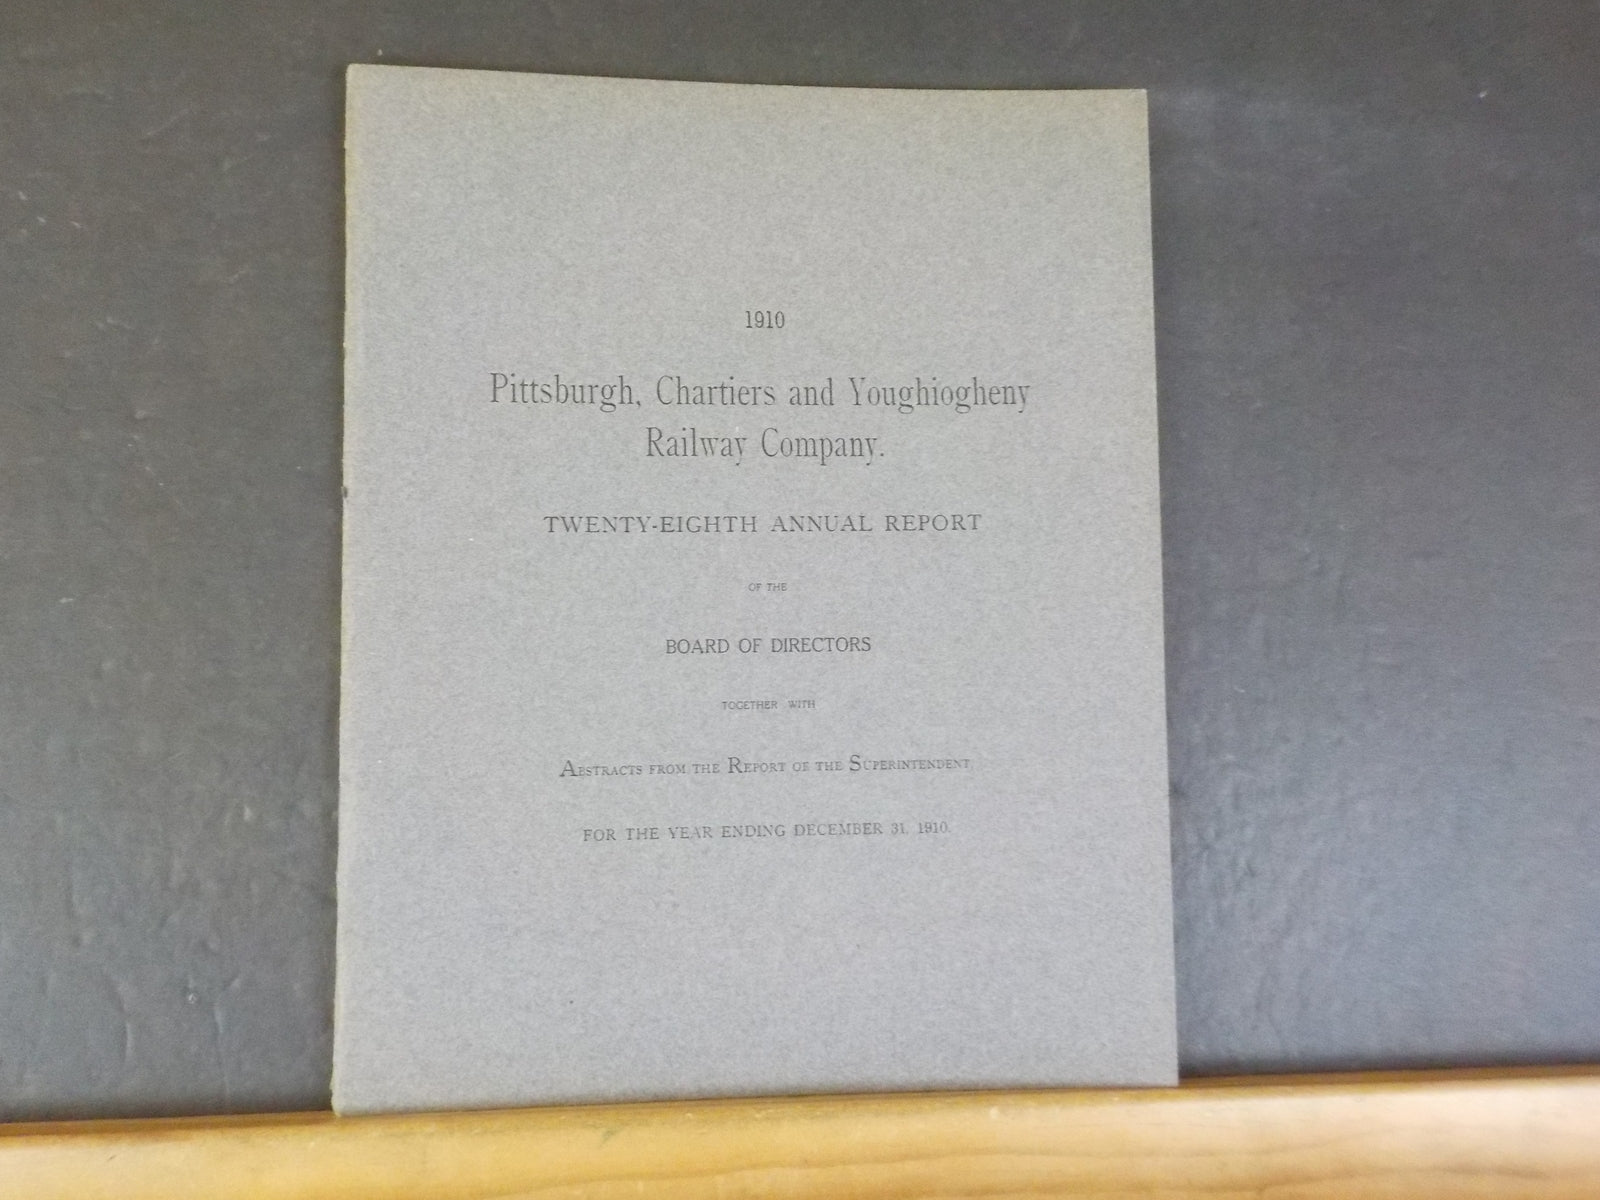 1910
Pittsburgh, Chartiers and Youghiogheny
Railway Company.
TWENTY-EIGHTH ANNUAL REPORT
OF THE
BOARD OF DIRECTORS
TOGETHER WITH
ABSTRACTS FROM THE REPORT OF THE SUPERINTENDENT
FOR THE YEAR ENDING DECEMBER 31, 1910.